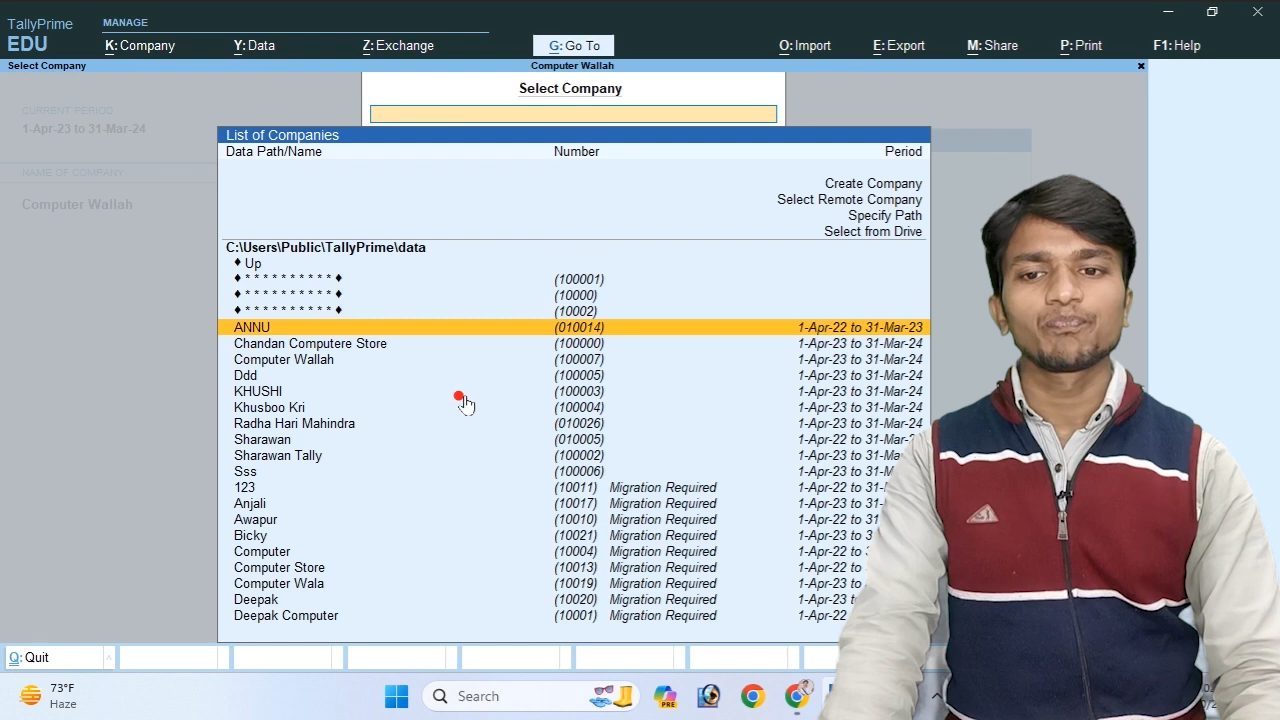 TallyPrime
EDU
MANAGE
K: Company
Y: Data
Z: Exchange
G: Go To
O: Import
E: Export
M: Share
P: Print
F1: Help
Select Company
Computer Wallah
Select Company
CURRENT PERIOD
1-Apr-23 to 31-Mar-24
NAME OF COMPANY
Computer Wallah
List of Companies
Data Path/Name Number Period
Create Company
Select Remote Company
Specify Path
Select from Drive
C:\Users\Public\TallyPrime\data
♦ Up
♦ * * * * * * * * * * ♦ (100001)
♦ * * * * * * * * * * ♦ (10000)
♦ * * * * * * * * * * ♦ (10002)
ANNU (010014) 1-Apr-22 to 31-Mar-23
Chandan Computere Store (100000) 1-Apr-23 to 31-Mar-24
Computer Wallah (100007) 1-Apr-23 to 31-Mar-24
Ddd (100005) 1-Apr-23 to 31-Mar-24
KHUSHI (100003) 1-Apr-23 to 31-Mar-24
Khusboo Kri (100004) 1-Apr-23 to 31-Mar-24
Radha Hari Mahindra (010026) 1-Apr-23 to 31-Mar-24
Sharawan (010005) 1-Apr-22 to 31-Mar-2
Sharawan Tally (100002) 1-Apr-23 to 31-Mar
Sss (100006) 1-Apr-23 to 31-M
123 (10011) Migration Required 1-Apr-22 to 31-
Anjali (10017) Migration Required 1-Apr-23 to 31-
Awapur (10010) Migration Required 1-Apr-22 to 31
Bicky (10021) Migration Required 1-Apr-23 to 3
Computer (10004) Migration Required 1-Apr-22 to
Computer Store (10013) Migration Required 1-Apr-22 to
Computer Wala (10019) Migration Required 1-Apr-23 to
Deepak (10020) Migration Required 1-Apr-23 to
Deepak Computer (10001) Migration Required 1-Apr-22
Q: Quit
73°F
Haze
Search
PRE